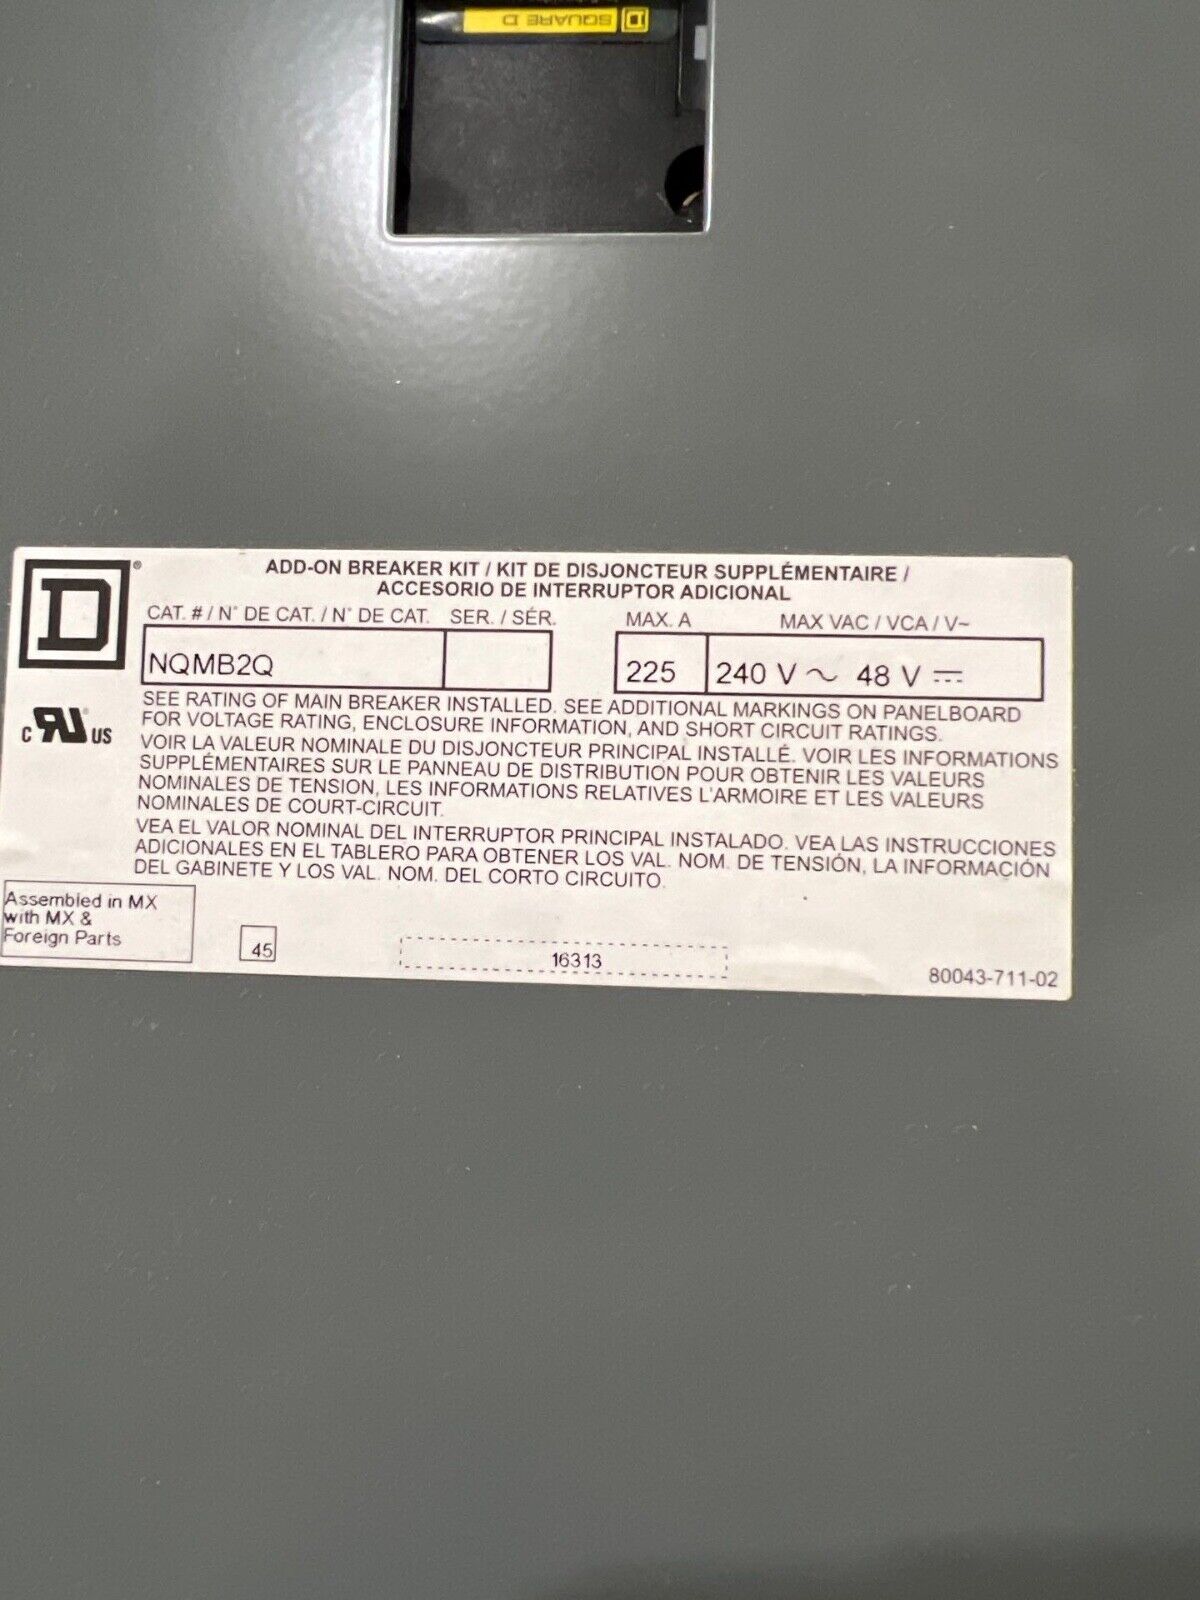 SQUARE D
D
D®
ADD-ON BREAKER KIT / KIT DE DISJONCTEUR SUPPLÉMENTAIRE /
ACCESORIO DE INTERRUPTOR ADICIONAL
CAT. # / N° DE CAT. / N° DE CAT. SER. / SÉR. MAX. A MAX VAC / VCA / V~
NQMB2Q 225 240 V ~ 48 V ⎓
SEE RATING OF MAIN BREAKER INSTALLED. SEE ADDITIONAL MARKINGS ON PANELBOARD
FOR VOLTAGE RATING, ENCLOSURE INFORMATION, AND SHORT CIRCUIT RATINGS.
c RU® US
VOIR LA VALEUR NOMINALE DU DISJONCTEUR PRINCIPAL INSTALLÉ. VOIR LES INFORMATIONS
SUPPLÉMENTAIRES SUR LE PANNEAU DE DISTRIBUTION POUR OBTENIR LES VALEURS
NOMINALES DE TENSION, LES INFORMATIONS RELATIVES L'ARMOIRE ET LES VALEURS
NOMINALES DE COURT-CIRCUIT.
VEA EL VALOR NOMINAL DEL INTERRUPTOR PRINCIPAL INSTALADO. VEA LAS INSTRUCCIONES
ADICIONALES EN EL TABLERO PARA OBTENER LOS VAL. NOM. DE TENSIÓN, LA INFORMACIÓN
DEL GABINETE Y LOS VAL. NOM. DEL CORTO CIRCUITO.
Assembled in MX
with MX &
Foreign Parts
45
16313
80043-711-02